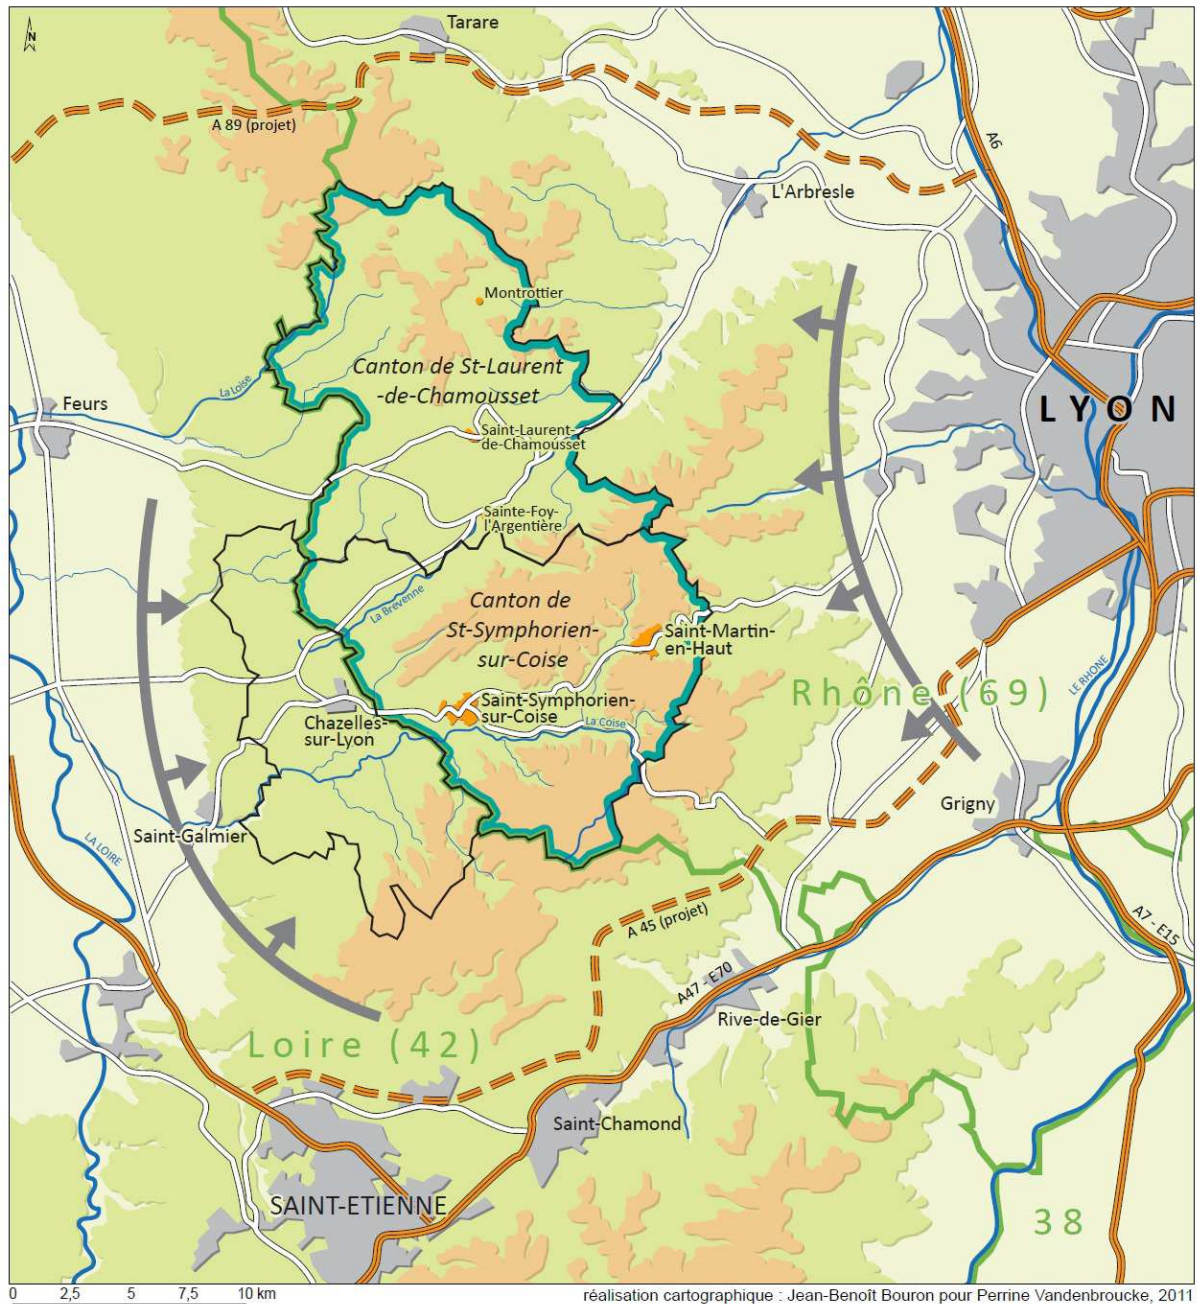 N
Tarare
A 89 (projet)
A6
L'Arbresle
Montrottier
Canton de St-Laurent
-de-Chamousset
La Loise
Feurs
LYON
Saint-Laurent-
de-Chamousset
Sainte-Foy-
l'Argentière
La Brevenne
Canton de
St-Symphorien-
sur-Coise
Saint-Martin-
en-Haut
Rhône (69)
LE RHONE
Saint-Symphorien-
sur-Coise
La Coise
Chazelles-
sur-Lyon
Grigny
Saint-Galmier
LA LOIRE
A 45 (projet)
A7 - E15
A47 - E70
Rive-de-Gier
Loire (42)
Saint-Chamond
SAINT-ETIENNE
38
0 2,5 5 7,5 10 km
réalisation cartographique : Jean-Benoît Bouron pour Perrine Vandenbroucke, 2011